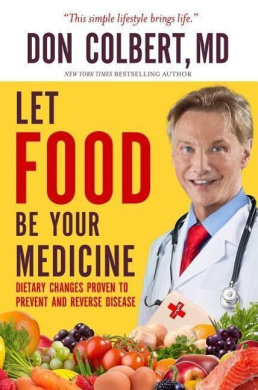 "This simple lifestyle brings life."
DON COLBERT, MD
NEW YORK TIMES BESTSELLING AUTHOR
LET
FOOD
BE YOUR
MEDICINE
DIETARY CHANGES PROVEN TO
PREVENT AND REVERSE DISEASE